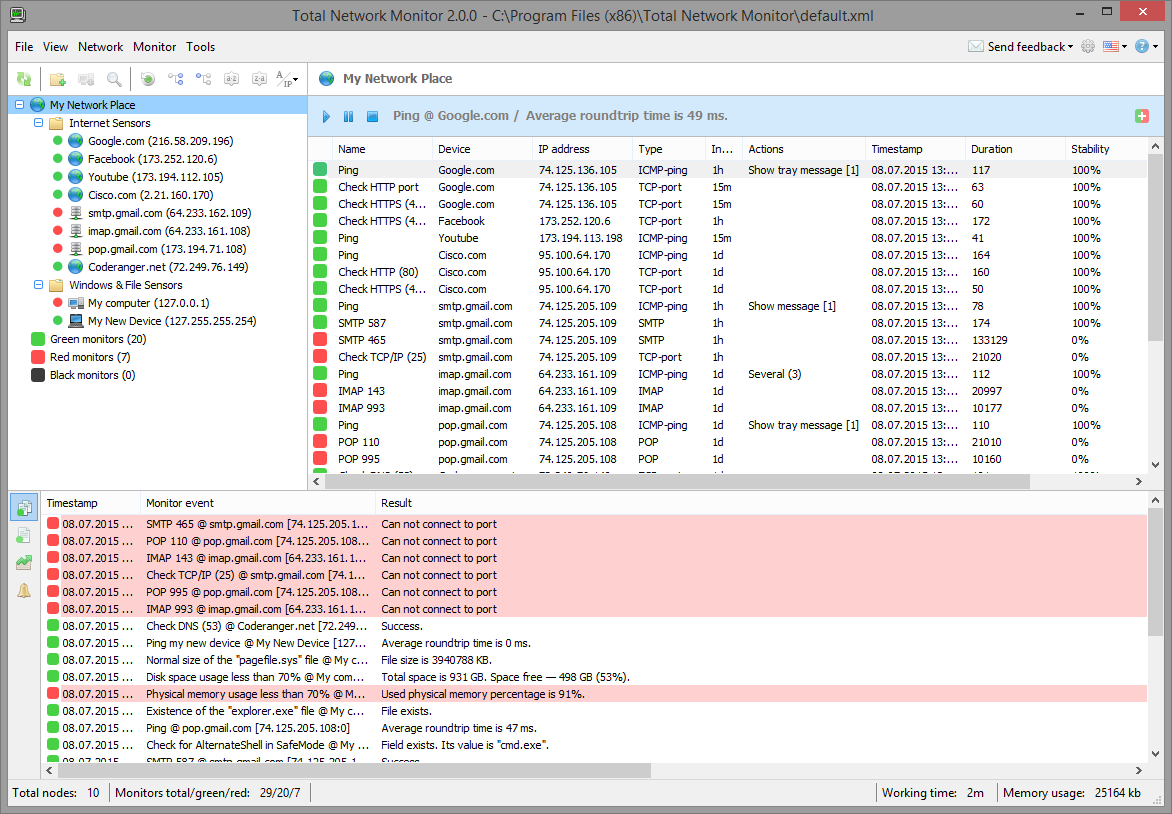 Total Network Monitor 2.0.0 - C:\Program Files (x86)\Total Network Monitor\default.xml
File View Network Monitor Tools Send feedback
My Network Place
My Network Place
Internet Sensors
Google.com (216.58.209.196)
Facebook (173.252.120.6)
Youtube (173.194.112.105)
Cisco.com (2.21.160.170)
smtp.gmail.com (64.233.162.109)
imap.gmail.com (64.233.161.108)
pop.gmail.com (173.194.71.108)
Coderanger.net (72.249.76.149)
Windows & File Sensors
My computer (127.0.0.1)
My New Device (127.255.255.254)
Green monitors (20)
Red monitors (7)
Black monitors (0)
Ping @ Google.com / Average roundtrip time is 49 ms.
Name Device IP address Type In... Actions Timestamp Duration Stability
Ping Google.com 74.125.136.105 ICMP-ping 1h Show tray message [1] 08.07.2015 13:... 117 100%
Check HTTP port Google.com 74.125.136.105 TCP-port 15m 08.07.2015 13:... 63 100%
Check HTTPS (4... Google.com 74.125.136.105 TCP-port 15m 08.07.2015 13:... 60 100%
Check HTTPS (4... Facebook 173.252.120.6 TCP-port 1h 08.07.2015 13:... 172 100%
Ping Youtube 173.194.113.198 ICMP-ping 15m 08.07.2015 13:... 41 100%
Ping Cisco.com 95.100.64.170 ICMP-ping 1d 08.07.2015 13:... 164 100%
Check HTTP (80) Cisco.com 95.100.64.170 TCP-port 1d 08.07.2015 13:... 160 100%
Check HTTPS (4... Cisco.com 95.100.64.170 TCP-port 1d 08.07.2015 13:... 50 100%
Ping smtp.gmail.com 74.125.205.109 ICMP-ping 1h Show message [1] 08.07.2015 13:... 78 100%
SMTP 587 smtp.gmail.com 74.125.205.109 SMTP 1h 08.07.2015 13:... 174 100%
SMTP 465 smtp.gmail.com 74.125.205.109 SMTP 1h 08.07.2015 13:... 133129 0%
Check TCP/IP (25) smtp.gmail.com 74.125.205.109 TCP-port 1h 08.07.2015 13:... 21020 0%
Ping imap.gmail.com 64.233.161.109 ICMP-ping 1d Several (3) 08.07.2015 13:... 112 100%
IMAP 143 imap.gmail.com 64.233.161.109 IMAP 1d 08.07.2015 13:... 20997 0%
IMAP 993 imap.gmail.com 64.233.161.109 IMAP 1d 08.07.2015 13:... 10177 0%
Ping pop.gmail.com 74.125.205.108 ICMP-ping 1d Show tray message [1] 08.07.2015 13:... 110 100%
POP 110 pop.gmail.com 74.125.205.108 POP 1d 08.07.2015 13:... 21010 0%
POP 995 pop.gmail.com 74.125.205.108 POP 1d 08.07.2015 13:... 10160 0%
Timestamp Monitor event Result
08.07.2015 ... SMTP 465 @ smtp.gmail.com [74.125.205.1... Can not connect to port
08.07.2015 ... POP 110 @ pop.gmail.com [74.125.205.108... Can not connect to port
08.07.2015 ... IMAP 143 @ imap.gmail.com [64.233.161.1... Can not connect to port
08.07.2015 ... Check TCP/IP (25) @ smtp.gmail.com [74.1... Can not connect to port
08.07.2015 ... POP 995 @ pop.gmail.com [74.125.205.108... Can not connect to port
08.07.2015 ... IMAP 993 @ imap.gmail.com [64.233.161.1... Can not connect to port
08.07.2015 ... Check DNS (53) @ Coderanger.net [72.249... Success.
08.07.2015 ... Ping my new device @ My New Device [127... Average roundtrip time is 0 ms.
08.07.2015 ... Normal size of the "pagefile.sys" file @ My c... File size is 3940788 KB.
08.07.2015 ... Disk space usage less than 70% @ My com... Total space is 931 GB. Space free — 498 GB (53%).
08.07.2015 ... Physical memory usage less than 70% @ M... Used physical memory percentage is 91%.
08.07.2015 ... Existence of the "explorer.exe" file @ My c... File exists.
08.07.2015 ... Ping @ pop.gmail.com [74.125.205.108:0] Average roundtrip time is 47 ms.
08.07.2015 ... Check for AlternateShell in SafeMode @ My ... Field exists. Its value is "cmd.exe".
08.07.2015 ... SMTP 587 @ smtp.gmail.com [74.125.205.1... Success.
Total nodes: 10 Monitors total/green/red: 29/20/7 Working time: 2m Memory usage: 25164 kb